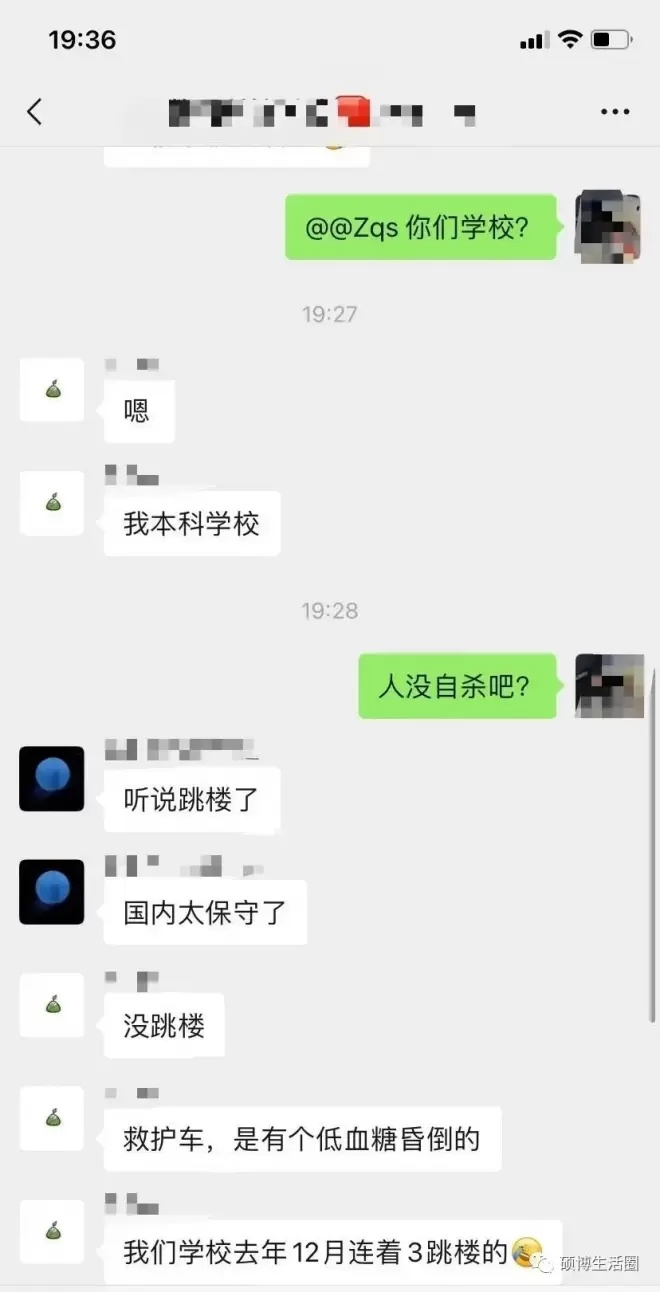 19:36
@@Zqs 你们学校?
19:27
嗯
我本科学校
19:28
人没自杀吧?
听说跳楼了
国内太保守了
没跳楼
救护车，是有个低血糖昏倒的
我们学校去年12月连着3跳楼的😂
硕博生活圈